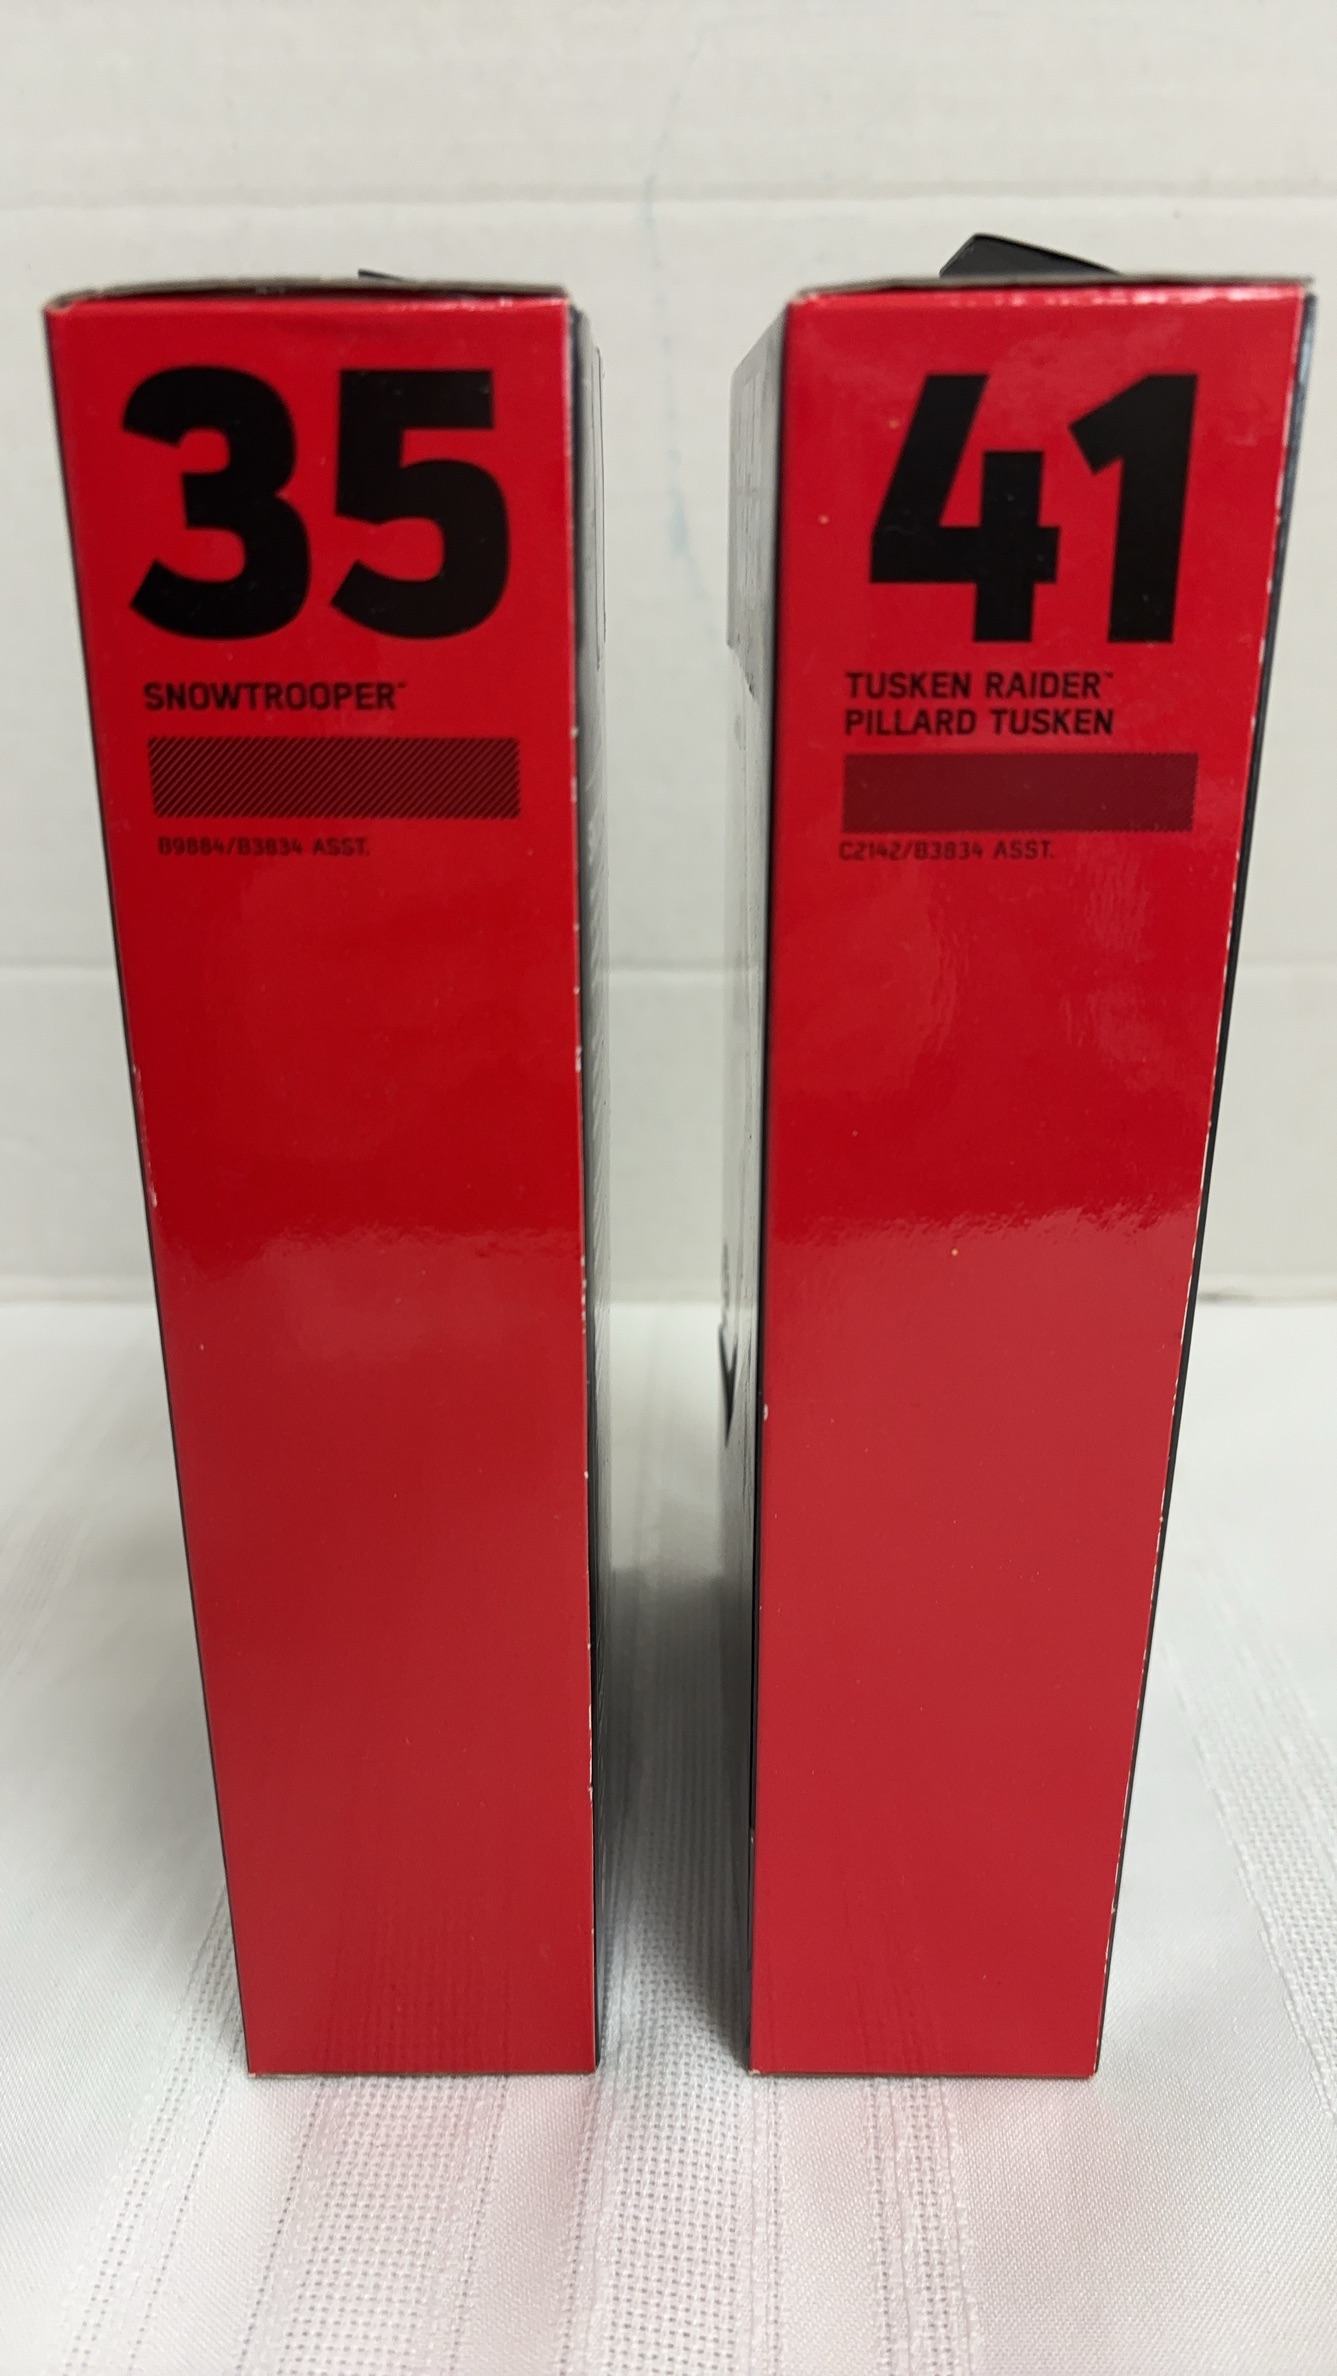 35
SNOWTROOPER™
B9884/B3834 ASST.
41
TUSKEN RAIDER™
PILLARD TUSKEN
C2142/B3834 ASST.